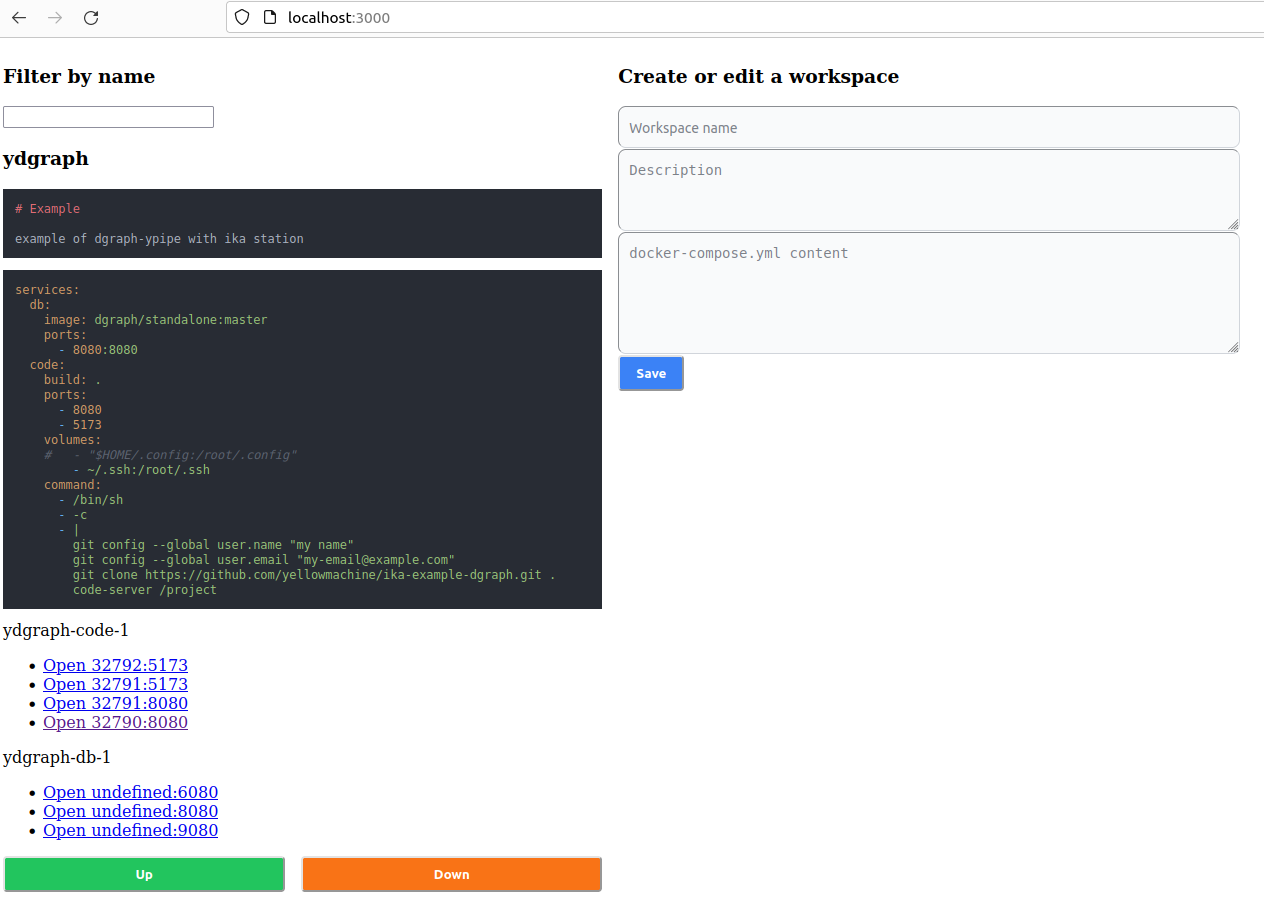 localhost:3000
Filter by name
ydgraph
# Example
example of dgraph-ypipe with ika station
services:
  db:
    image: dgraph/standalone:master
    ports:
      - 8080:8080
  code:
    build: .
    ports:
      - 8080
      - 5173
    volumes:
    #   - "$HOME/.config:/root/.config"
        - ~/.ssh:/root/.ssh
    command:
      - /bin/sh
      - -c
      - |
        git config --global user.name "my name"
        git config --global user.email "my-email@example.com"
        git clone https://github.com/yellowmachine/ika-example-dgraph.git .
        code-server /project
ydgraph-code-1
• Open 32792:5173
• Open 32791:5173
• Open 32791:8080
• Open 32790:8080
ydgraph-db-1
• Open undefined:6080
• Open undefined:8080
• Open undefined:9080
Up
Down
Create or edit a workspace
Workspace name
Description
docker-compose.yml content
Save